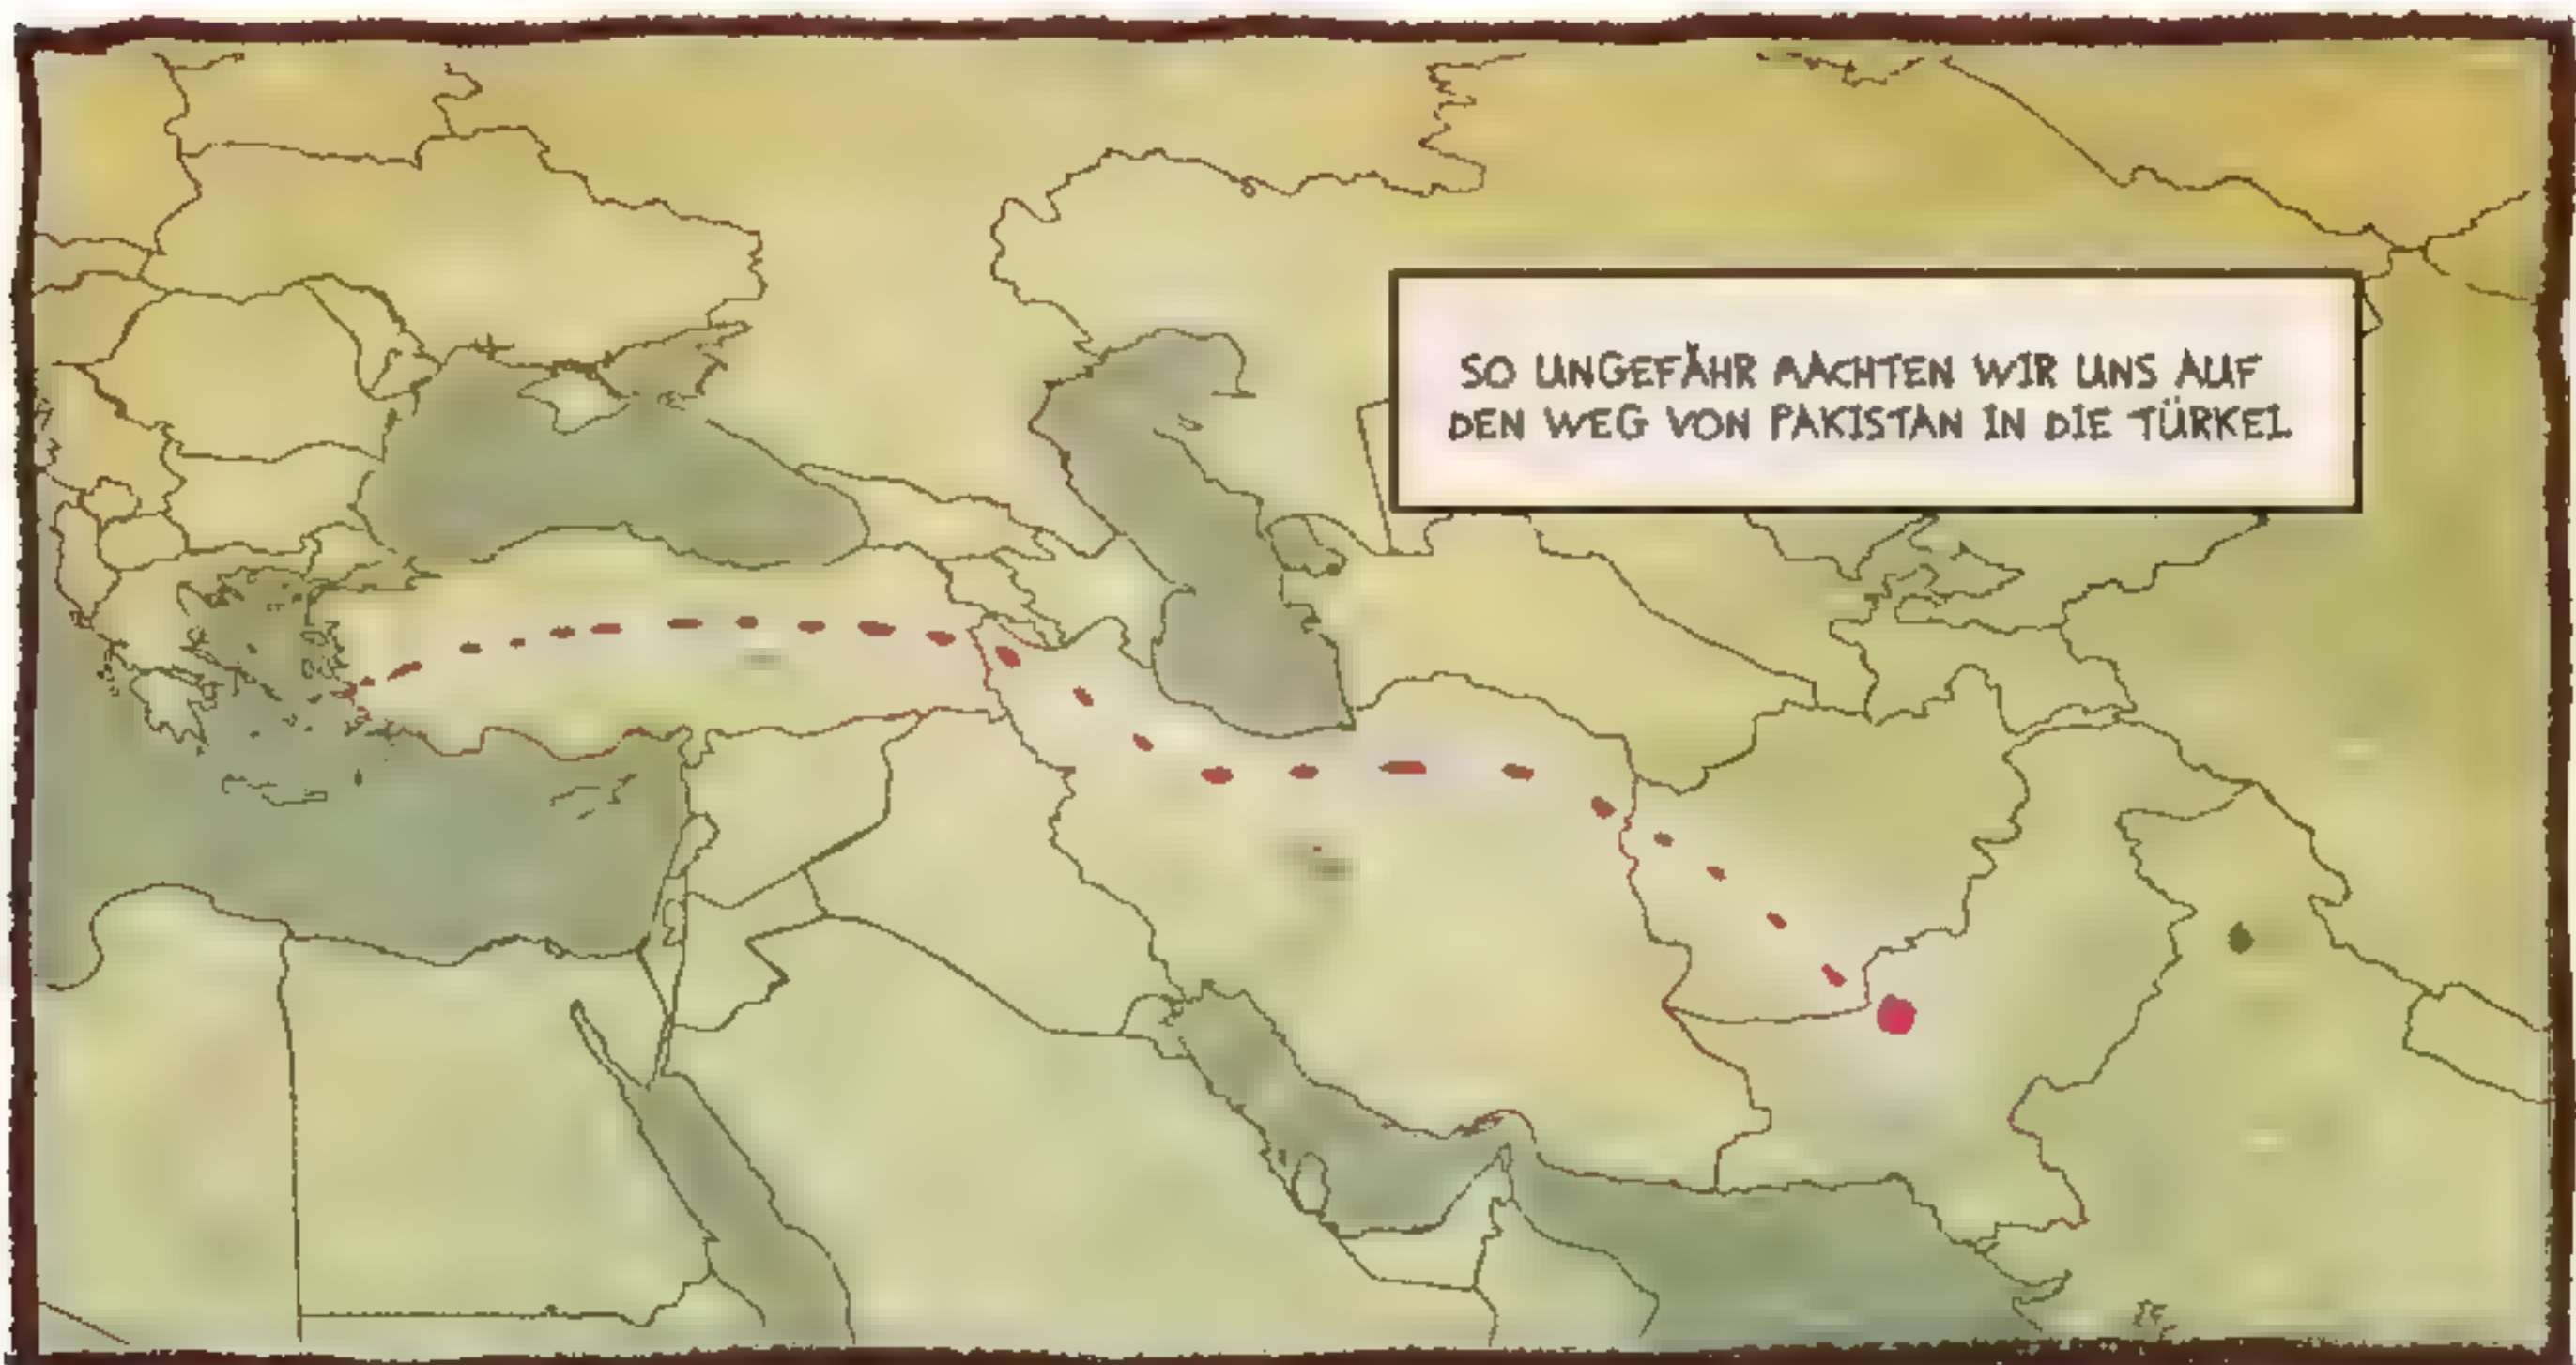 SO UNGEFÄHR MACHTEN WIR UNS AUF
DEN WEG VON PAKISTAN IN DIE TÜRKEI.